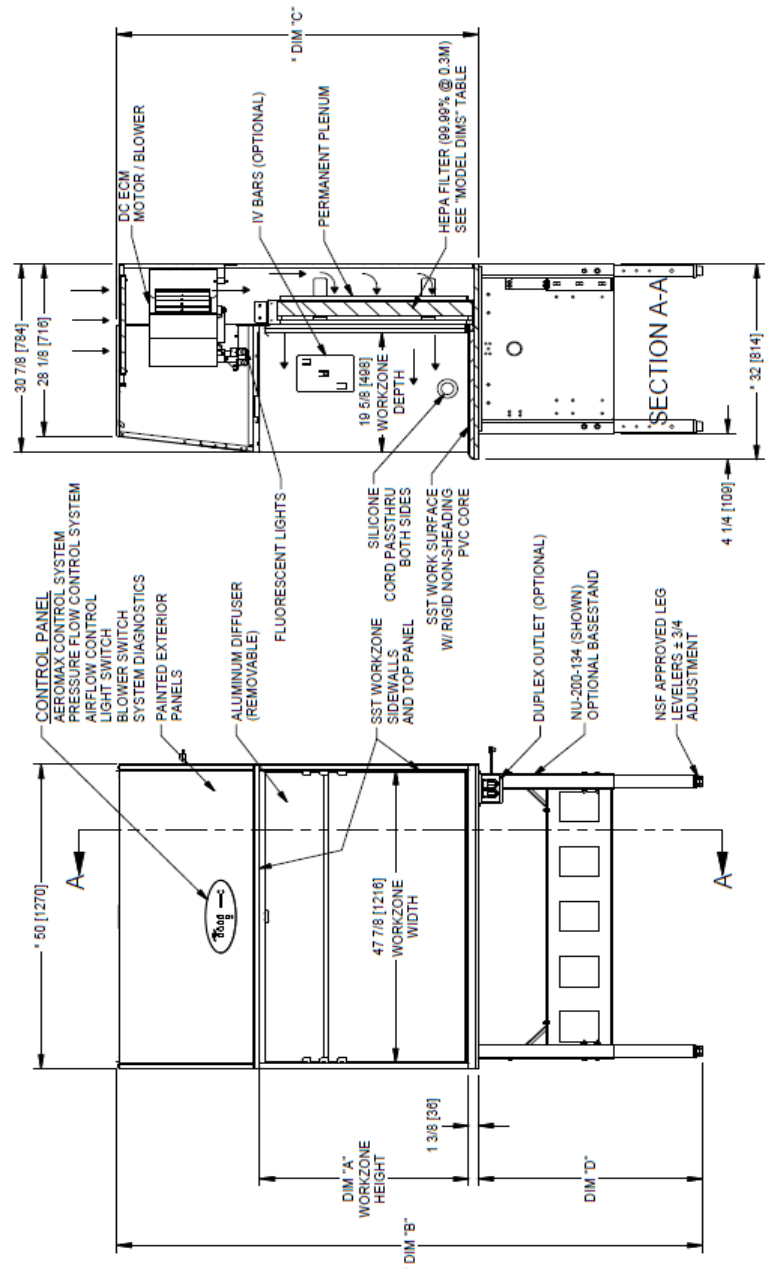 CONTROL PANEL
AEROMAX CONTROL SYSTEM
PRESSURE FLOW CONTROL SYSTEM
AIRFLOW CONTROL
LIGHT SWITCH
BLOWER SWITCH
SYSTEM DIAGNOSTICS
PAINTED EXTERIOR
PANELS
ALUMINUM DIFFUSER
(REMOVABLE)
SST WORKZONE
SIDEWALLS
AND TOP PANEL
DUPLEX OUTLET (OPTIONAL)
NU-200-134 (SHOWN)
OPTIONAL BASESTAND
NSF APPROVED LEG
LEVELERS ± 3/4
ADJUSTMENT
* 50 [1270]
A
A
47 7/8 [1216]
WORKZONE
WIDTH
1 3/8 [36]
DIM "A"
WORKZONE
HEIGHT
DIM "B"
DIM "D"
30 7/8 [784]
28 1/8 [716]
DC ECM
MOTOR / BLOWER
IV BARS (OPTIONAL)
PERMANENT PLENUM
HEPA FILTER (99.99% @ 0.3M)
SEE "MODEL DIMS" TABLE
* DIM "C"
FLUORESCENT LIGHTS
19 5/8 [498]
WORKZONE
DEPTH
SILICONE
CORD PASSTHRU
BOTH SIDES
SST WORK SURFACE
W/ RIGID NON-SHEADING
PVC CORE
SECTION A-A
4 1/4 [109]
* 32 [814]